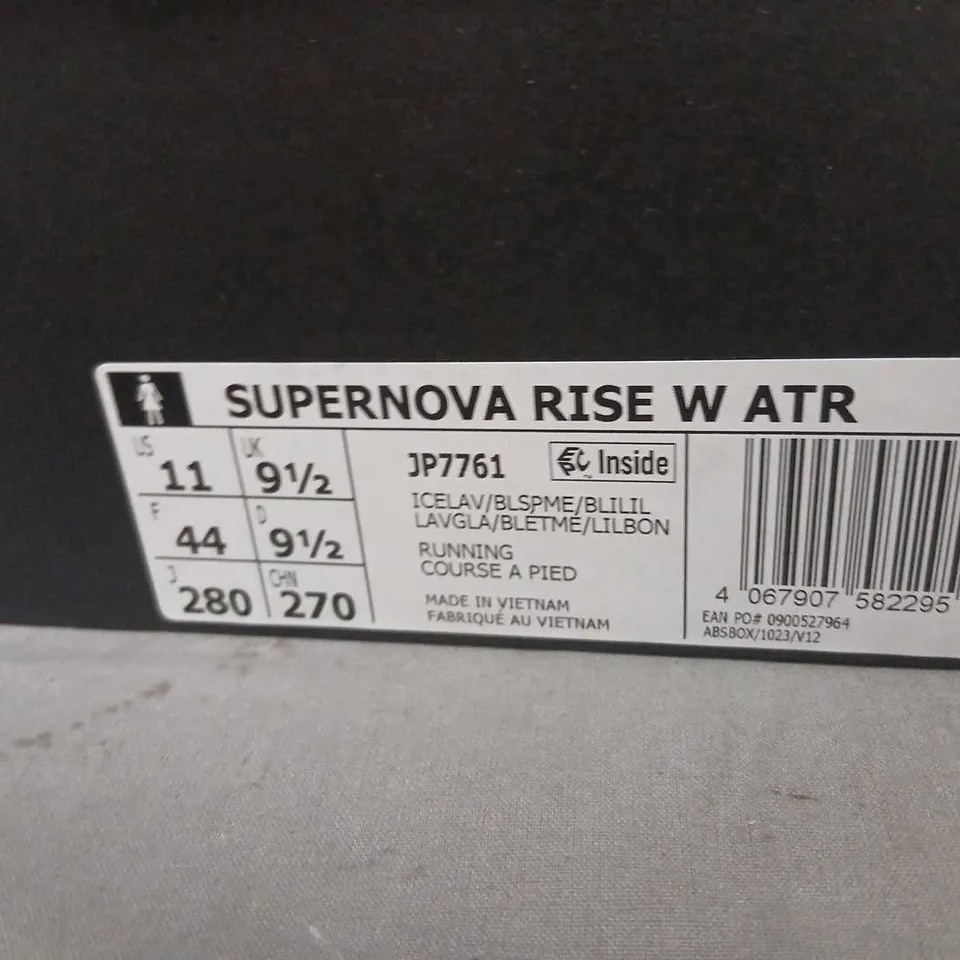 SUPERNOVA RISE W ATR
US 11 UK 9½
F 44 D 9½
J 280 CHN 270
JP7761 Inside
ICELAV/BLSPME/BLILIL
LAVGLA/BLETME/LILBON
RUNNING
COURSE A PIED
MADE IN VIETNAM
FABRIQUÉ AU VIETNAM
4 067907 582295
EAN PO# 0900527964
ABSBOX/1023/V12